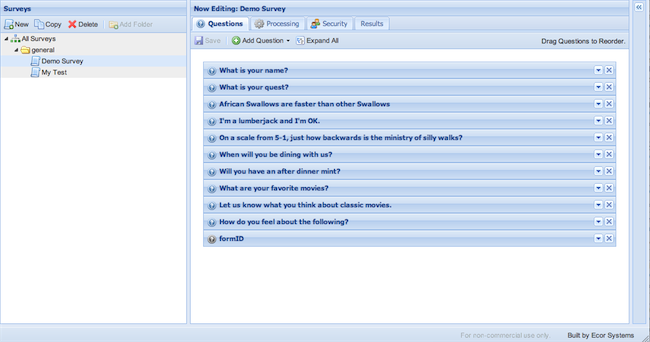 Surveys
New Copy Delete Add Folder
All Surveys
general
Demo Survey
My Test
Now Editing: Demo Survey
Questions Processing Security Results
Save Add Question Expand All Drag Questions to Reorder.
What is your name?
What is your quest?
African Swallows are faster than other Swallows
I'm a lumberjack and I'm OK.
On a scale from 5-1, just how backwards is the ministry of silly walks?
When will you be dining with us?
Will you have an after dinner mint?
What are your favorite movies?
Let us know what you think about classic movies.
How do you feel about the following?
formID
For non-commercial use only. Built by Ecor Systems